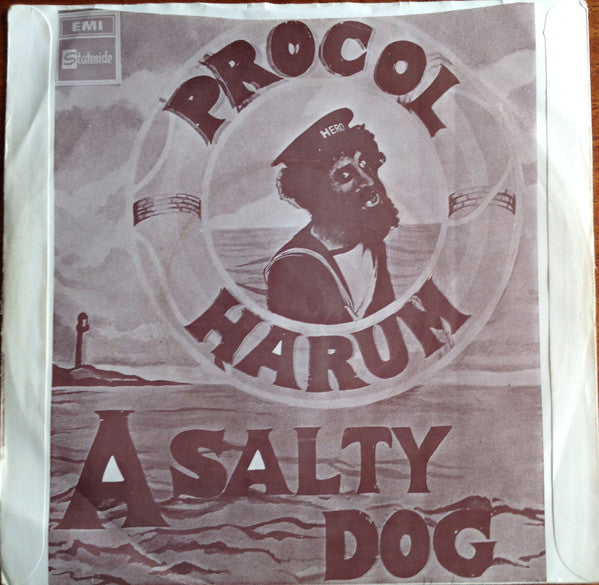 EMI
Stateside
PROCOL
HERO
HARUM
A SALTY
DOG